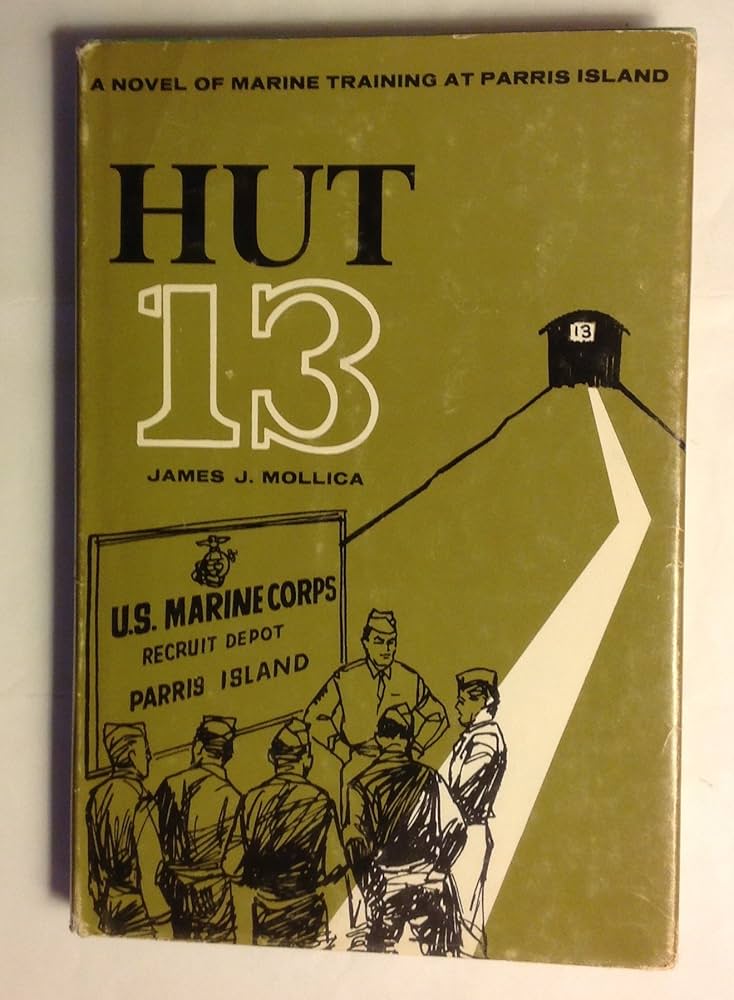 A NOVEL OF MARINE TRAINING AT PARRIS ISLAND
HUT
13
JAMES J. MOLLICA
13
U.S. MARINE CORPS
RECRUIT DEPOT
PARRIS ISLAND